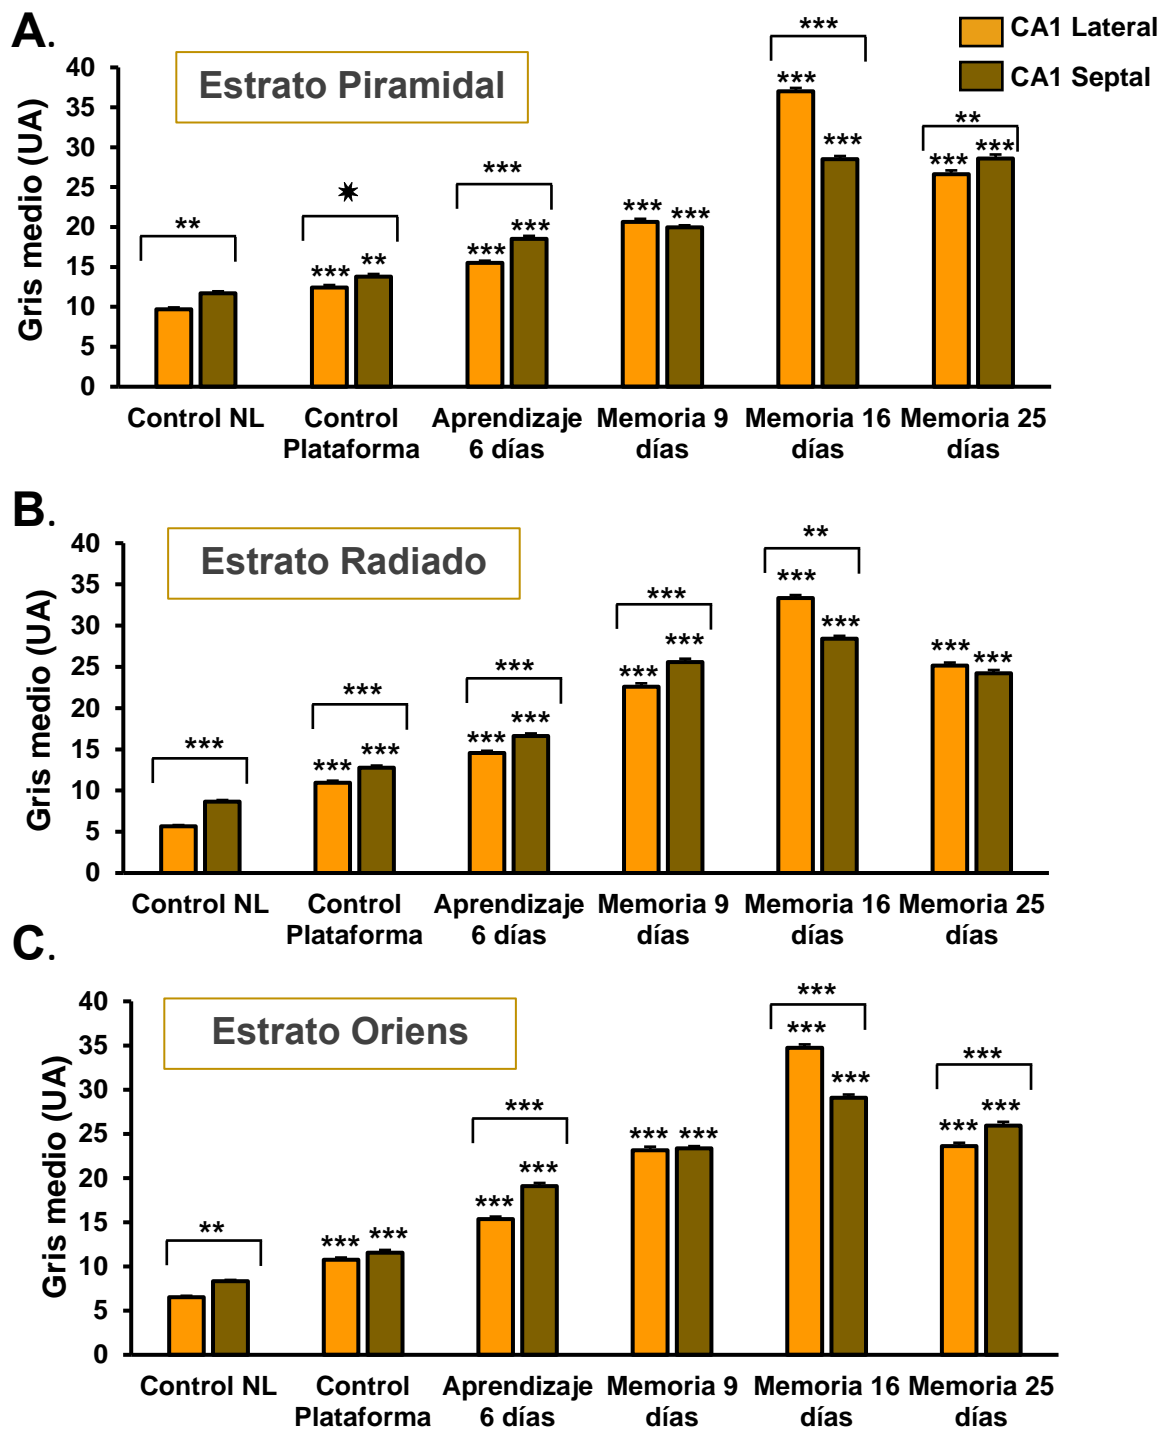 A.
CA1 Lateral
CA1 Septal
Estrato Piramidal
Gris medio (UA)
40
35
30
25
20
15
10
5
0
**
✷
*** **
***
*** ***
*** ***
***
*** ***
**
*** ***
Control NL
Control Plataforma
Aprendizaje 6 días
Memoria 9 días
Memoria 16 días
Memoria 25 días
B.
Estrato Radiado
Gris medio (UA)
40
35
30
25
20
15
10
5
0
***
***
*** ***
***
*** ***
***
*** ***
**
*** ***
*** ***
Control NL
Control Plataforma
Aprendizaje 6 días
Memoria 9 días
Memoria 16 días
Memoria 25 días
C.
Estrato Oriens
Gris medio (UA)
40
35
30
25
20
15
10
5
0
**
*** ***
***
*** ***
*** ***
***
*** ***
***
*** ***
Control NL
Control Plataforma
Aprendizaje 6 días
Memoria 9 días
Memoria 16 días
Memoria 25 días